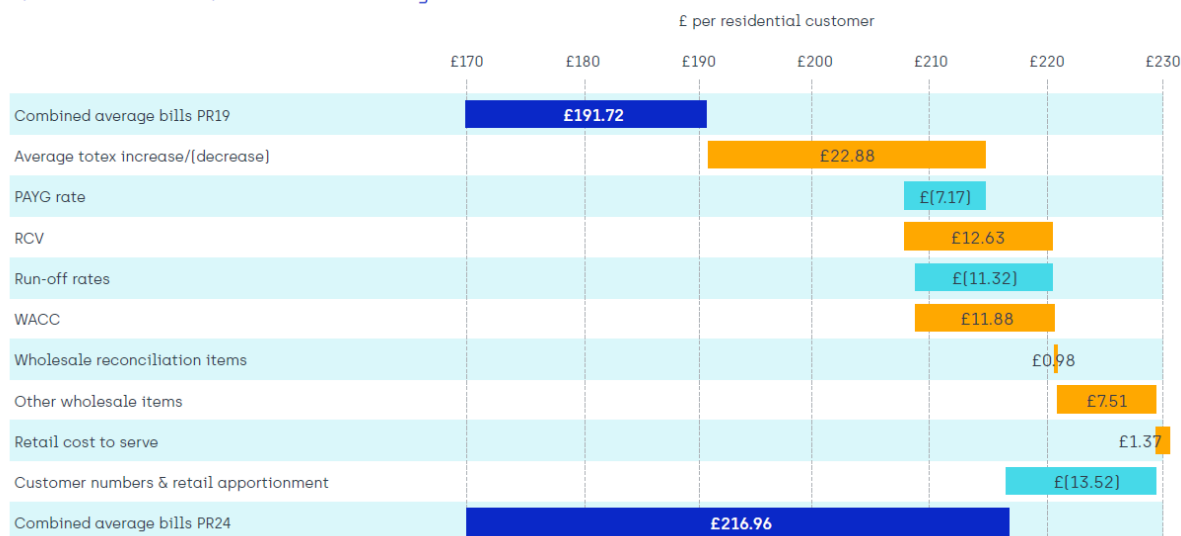 £ per residential customer
£170 £180 £190 £200 £210 £220 £230
Combined average bills PR19 £191.72
Average totex increase/(decrease) £22.88
PAYG rate £(7.17)
RCV £12.63
Run-off rates £(11.32)
WACC £11.88
Wholesale reconciliation items £0.98
Other wholesale items £7.51
Retail cost to serve £1.37
Customer numbers & retail apportionment £(13.52)
Combined average bills PR24 £216.96